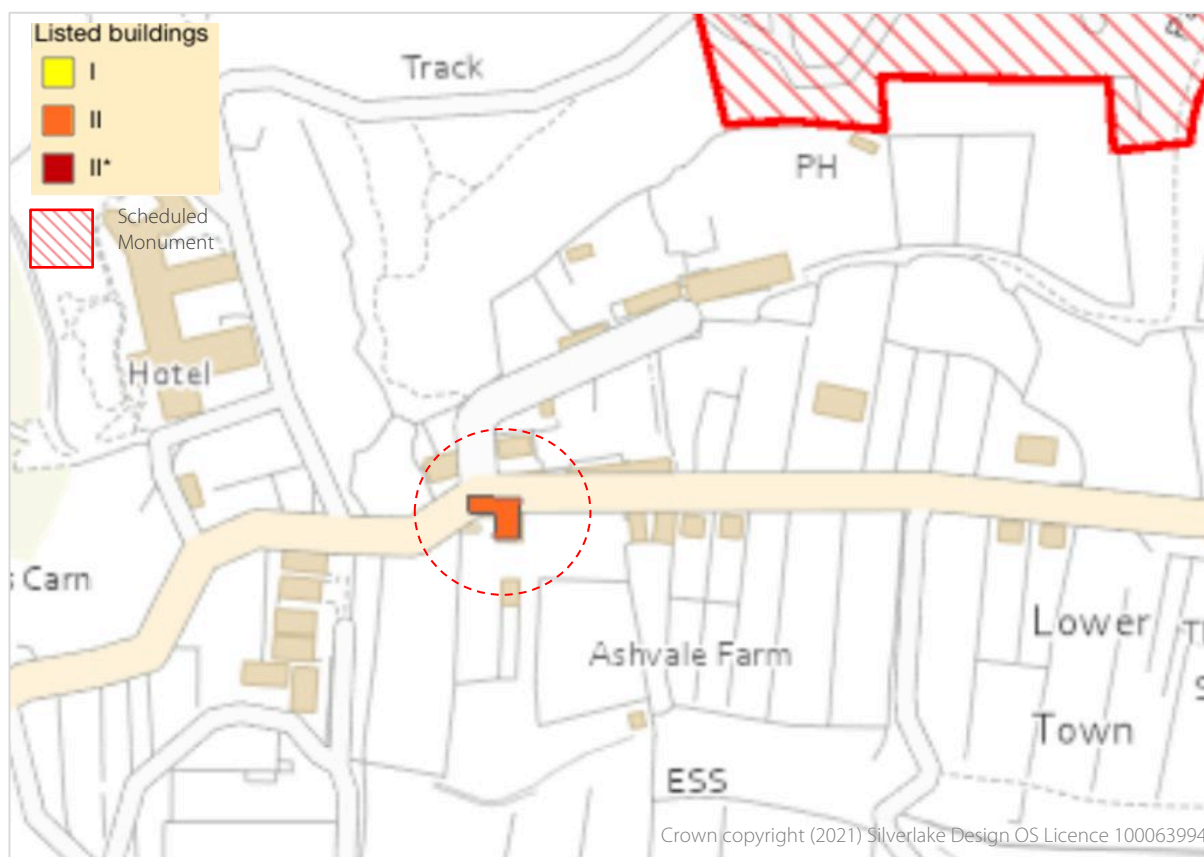 Listed buildings
I
II
II*
Scheduled
Monument
Track
PH
Hotel
s Carn
Ashvale Farm
Lower
Town
ESS
Crown copyright (2021) Silverlake Design OS Licence 100063994